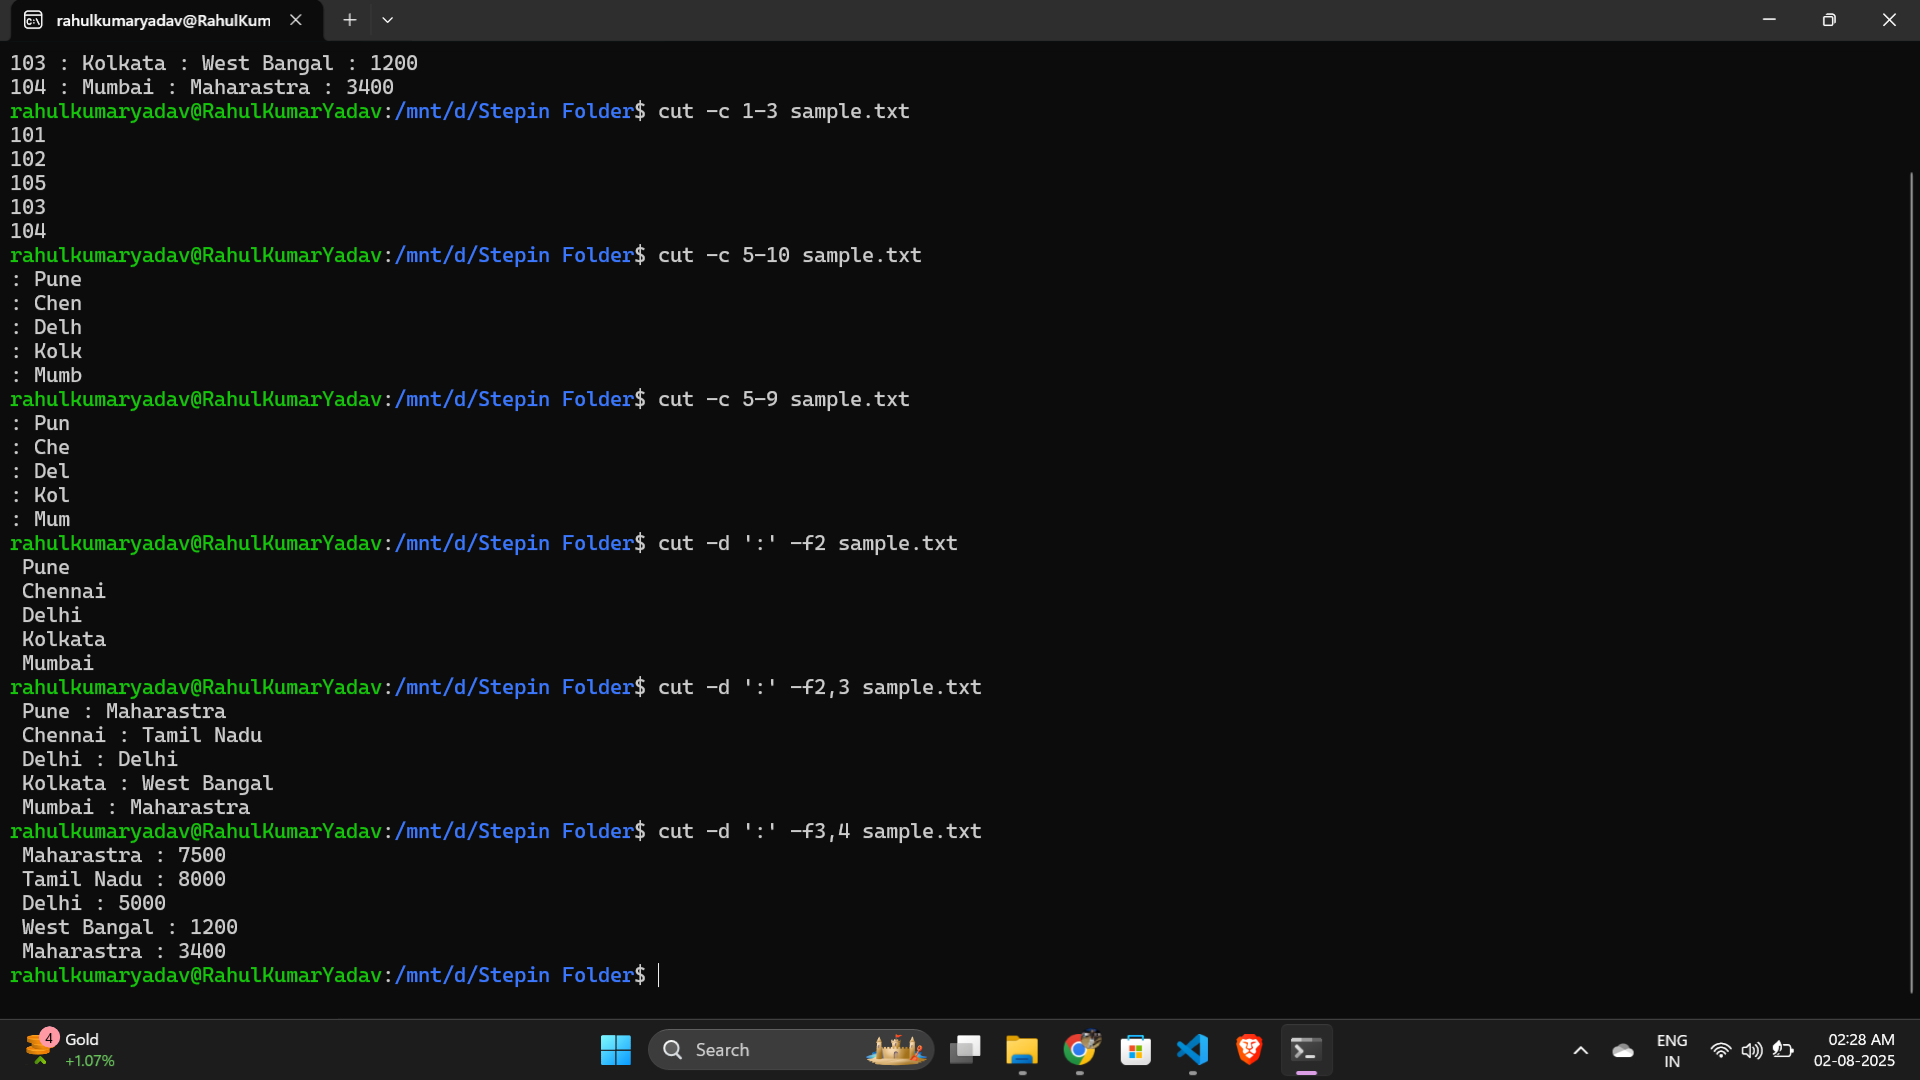 rahulkumaryadav@RahulKum
103 : Kolkata : West Bangal : 1200
104 : Mumbai : Maharastra : 3400
rahulkumaryadav@RahulKumarYadav:/mnt/d/Stepin Folder$ cut -c 1-3 sample.txt
101
102
105
103
104
rahulkumaryadav@RahulKumarYadav:/mnt/d/Stepin Folder$ cut -c 5-10 sample.txt
: Pune
: Chen
: Delh
: Kolk
: Mumb
rahulkumaryadav@RahulKumarYadav:/mnt/d/Stepin Folder$ cut -c 5-9 sample.txt
: Pun
: Che
: Del
: Kol
: Mum
rahulkumaryadav@RahulKumarYadav:/mnt/d/Stepin Folder$ cut -d ':' -f2 sample.txt
 Pune
 Chennai
 Delhi
 Kolkata
 Mumbai
rahulkumaryadav@RahulKumarYadav:/mnt/d/Stepin Folder$ cut -d ':' -f2,3 sample.txt
 Pune : Maharastra
 Chennai : Tamil Nadu
 Delhi : Delhi
 Kolkata : West Bangal
 Mumbai : Maharastra
rahulkumaryadav@RahulKumarYadav:/mnt/d/Stepin Folder$ cut -d ':' -f3,4 sample.txt
 Maharastra : 7500
 Tamil Nadu : 8000
 Delhi : 5000
 West Bangal : 1200
 Maharastra : 3400
rahulkumaryadav@RahulKumarYadav:/mnt/d/Stepin Folder$
4
Gold
+1.07%
Search
ENG
IN
02:28 AM
02-08-2025